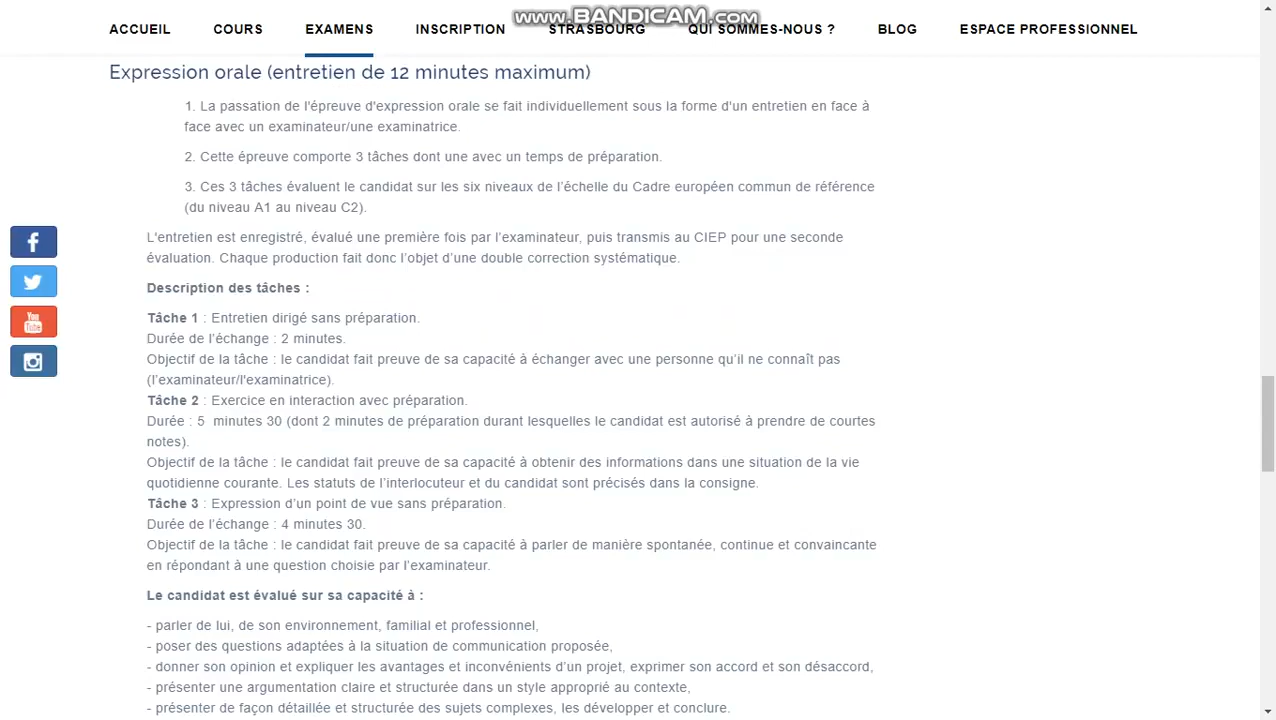 www.BANDICAM.com
ACCUEIL COURS EXAMENS INSCRIPTION STRASBOURG QUI SOMMES-NOUS ? BLOG ESPACE PROFESSIONNEL
Expression orale (entretien de 12 minutes maximum)
1. La passation de l'épreuve d'expression orale se fait individuellement sous la forme d'un entretien en face à
face avec un examinateur/une examinatrice.
2. Cette épreuve comporte 3 tâches dont une avec un temps de préparation.
3. Ces 3 tâches évaluent le candidat sur les six niveaux de l’échelle du Cadre européen commun de référence
(du niveau A1 au niveau C2).
L'entretien est enregistré, évalué une première fois par l’examinateur, puis transmis au CIEP pour une seconde
évaluation. Chaque production fait donc l’objet d’une double correction systématique.
Description des tâches :
Tâche 1 : Entretien dirigé sans préparation.
Durée de l’échange : 2 minutes.
Objectif de la tâche : le candidat fait preuve de sa capacité à échanger avec une personne qu’il ne connaît pas
(l’examinateur/l'examinatrice).
Tâche 2 : Exercice en interaction avec préparation.
Durée : 5 minutes 30 (dont 2 minutes de préparation durant lesquelles le candidat est autorisé à prendre de courtes
notes).
Objectif de la tâche : le candidat fait preuve de sa capacité à obtenir des informations dans une situation de la vie
quotidienne courante. Les statuts de l’interlocuteur et du candidat sont précisés dans la consigne.
Tâche 3 : Expression d’un point de vue sans préparation.
Durée de l’échange : 4 minutes 30.
Objectif de la tâche : le candidat fait preuve de sa capacité à parler de manière spontanée, continue et convaincante
en répondant à une question choisie par l’examinateur.
Le candidat est évalué sur sa capacité à :
- parler de lui, de son environnement, familial et professionnel,
- poser des questions adaptées à la situation de communication proposée,
- donner son opinion et expliquer les avantages et inconvénients d’un projet, exprimer son accord et son désaccord,
- présenter une argumentation claire et structurée dans un style approprié au contexte,
- présenter de façon détaillée et structurée des sujets complexes, les développer et conclure.
You
Tube